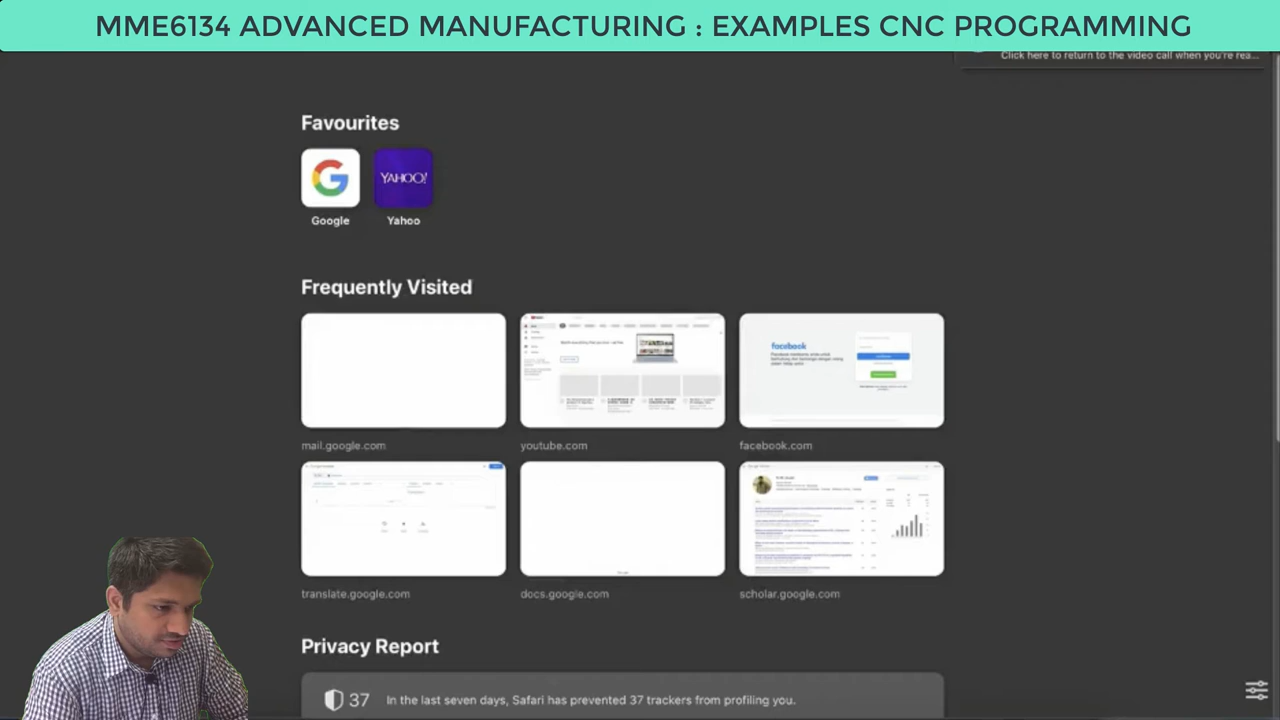 MME6134 ADVANCED MANUFACTURING : EXAMPLES CNC PROGRAMMING
Click here to return to the video call when you're rea...
Favourites
YAHOO!
Google
Yahoo
Frequently Visited
facebook
mail.google.com
youtube.com
facebook.com
translate.google.com
docs.google.com
scholar.google.com
Privacy Report
37
In the last seven days, Safari has prevented 37 trackers from profiling you.